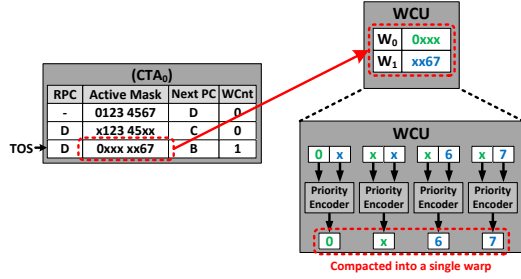 WCU
W0 0xxx
W1 xx67
(CTA0)
RPC Active Mask Next PC WCnt
- 0123 4567 D 0
D x123 45xx C 0
TOS D 0xxx xx67 B 1
WCU
0 x x x x 6 x 7
Priority Encoder Priority Encoder Priority Encoder Priority Encoder
0 x 6 7
Compacted into a single warp